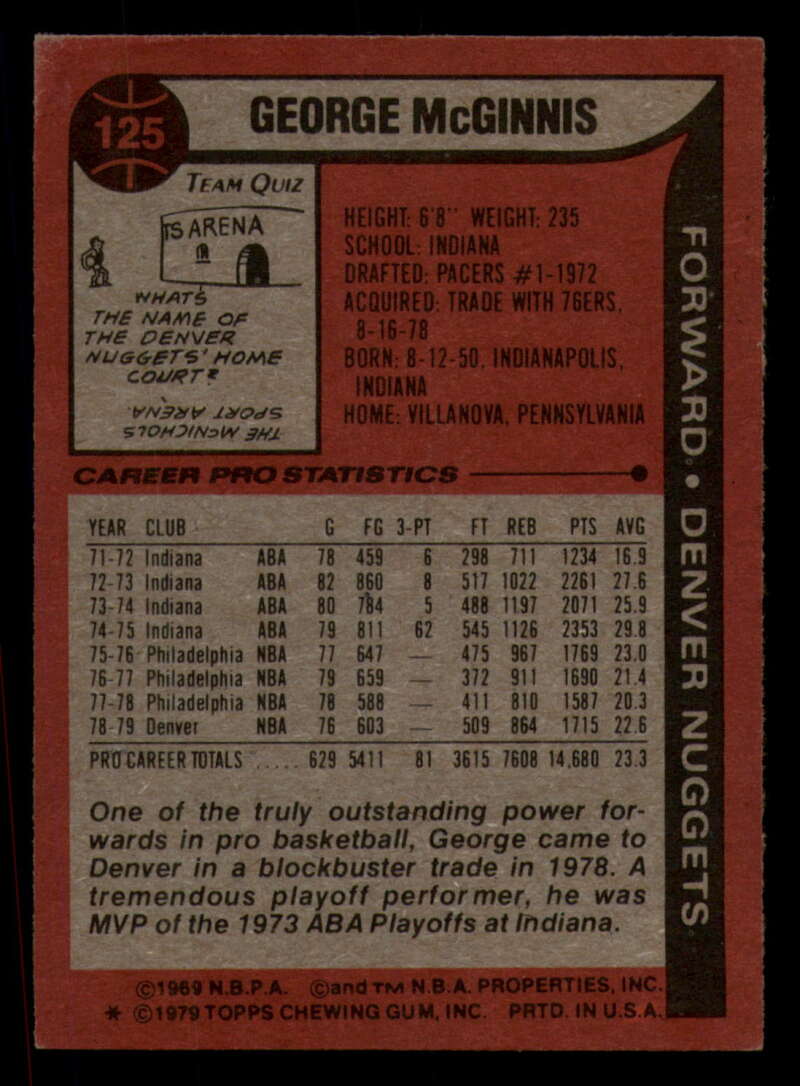 125
GEORGE McGINNIS
TEAM QUIZ
'S ARENA
WHAT'S
THE NAME OF
THE DENVER
NUGGETS' HOME
COURT?
THE McNICHOLS
SPORT ARENA.
HEIGHT: 6'8" WEIGHT: 235
SCHOOL: INDIANA
DRAFTED: PACERS #1-1972
ACQUIRED: TRADE WITH 76ERS,
8-16-78
BORN: 8-12-50, INDIANAPOLIS,
INDIANA
HOME: VILLANOVA, PENNSYLVANIA
FORWARD • DENVER NUGGETS
CAREER PRO STATISTICS
YEAR CLUB G FG 3-PT FT REB PTS AVG
71-72 Indiana ABA 78 459 6 298 711 1234 16.9
72-73 Indiana ABA 82 860 8 517 1022 2261 27.6
73-74 Indiana ABA 80 784 5 488 1197 2071 25.9
74-75 Indiana ABA 79 811 62 545 1126 2353 29.8
75-76 Philadelphia NBA 77 647 — 475 967 1769 23.0
76-77 Philadelphia NBA 79 659 — 372 911 1690 21.4
77-78 Philadelphia NBA 78 588 — 411 810 1587 20.3
78-79 Denver NBA 76 603 — 509 864 1715 22.6
PRO CAREER TOTALS ..... 629 5411 81 3615 7608 14,680 23.3
One of the truly outstanding power for-
wards in pro basketball, George came to
Denver in a blockbuster trade in 1978. A
tremendous playoff performer, he was
MVP of the 1973 ABA Playoffs at Indiana.
©1969 N.B.P.A. ©and TM N.B.A. PROPERTIES, INC.
* ©1979 TOPPS CHEWING GUM, INC. PRTD. IN U.S.A.